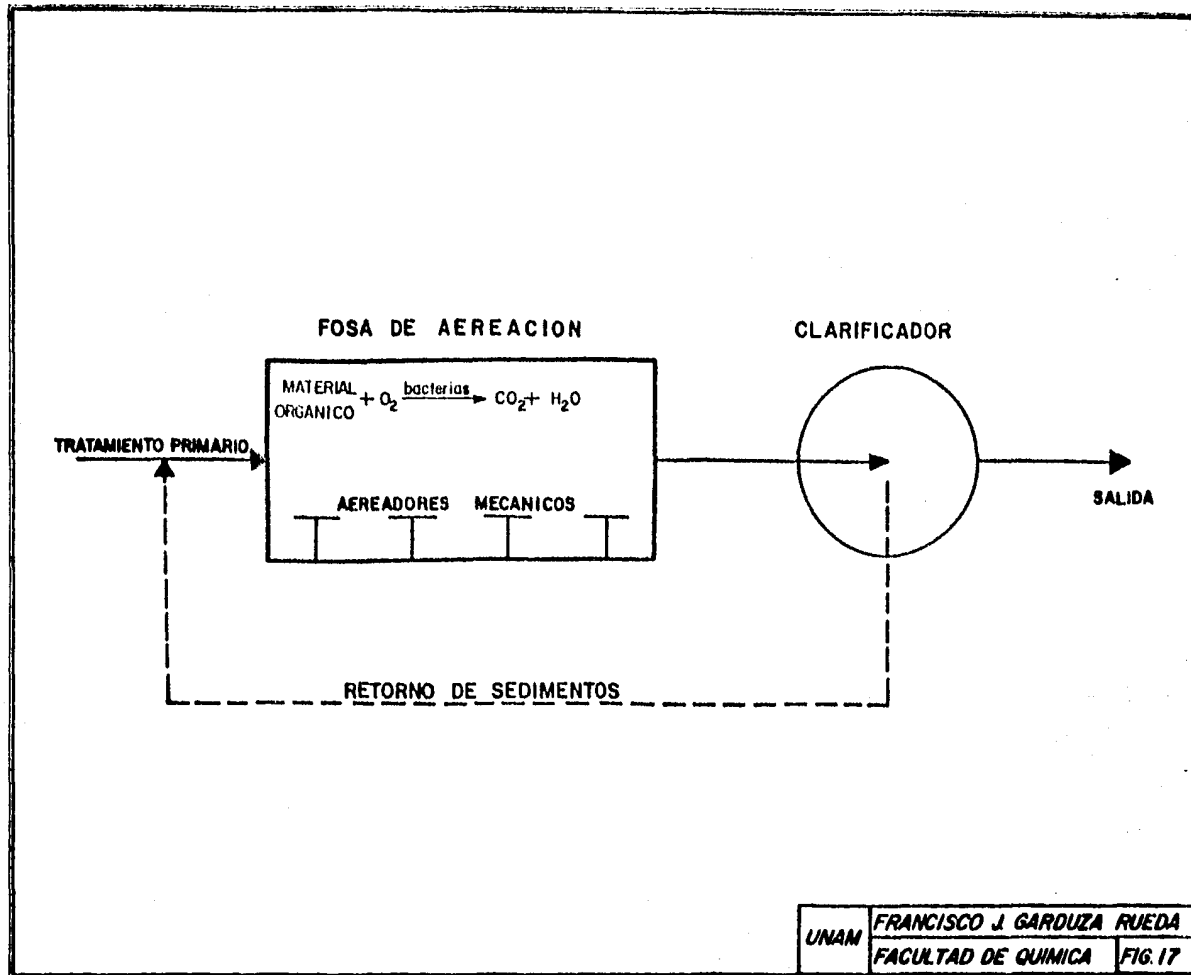 FOSA DE AEREACION
CLARIFICADOR
MATERIAL ORGANICO + O₂ bacterias → CO₂ + H₂O
TRATAMIENTO PRIMARIO
AEREADORES MECANICOS
SALIDA
RETORNO DE SEDIMENTOS
UNAM
FRANCISCO J. GARDUZA RUEDA
FACULTAD DE QUIMICA
FIG. 17